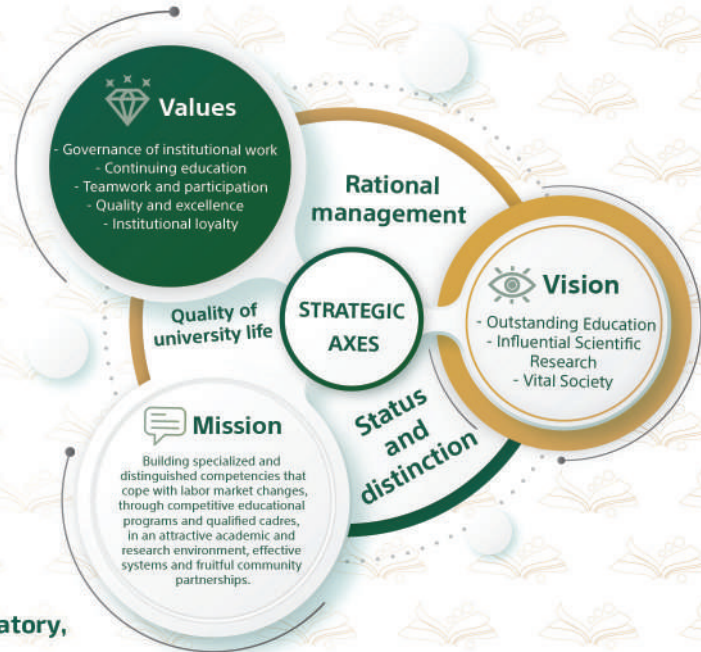 Values
- Governance of institutional work
- Continuing education
- Teamwork and participation
- Quality and excellence
- Institutional loyalty
Rational
management
Vision
- Outstanding Education
- Influential Scientific
Research
- Vital Society
STRATEGIC
AXES
Quality of
university life
Status
and
distinction
Mission
Building specialized and
distinguished competencies that
cope with labor market changes,
through competitive educational
programs and qualified cadres,
in an attractive academic and
research environment, effective
systems and fruitful community
partnerships.